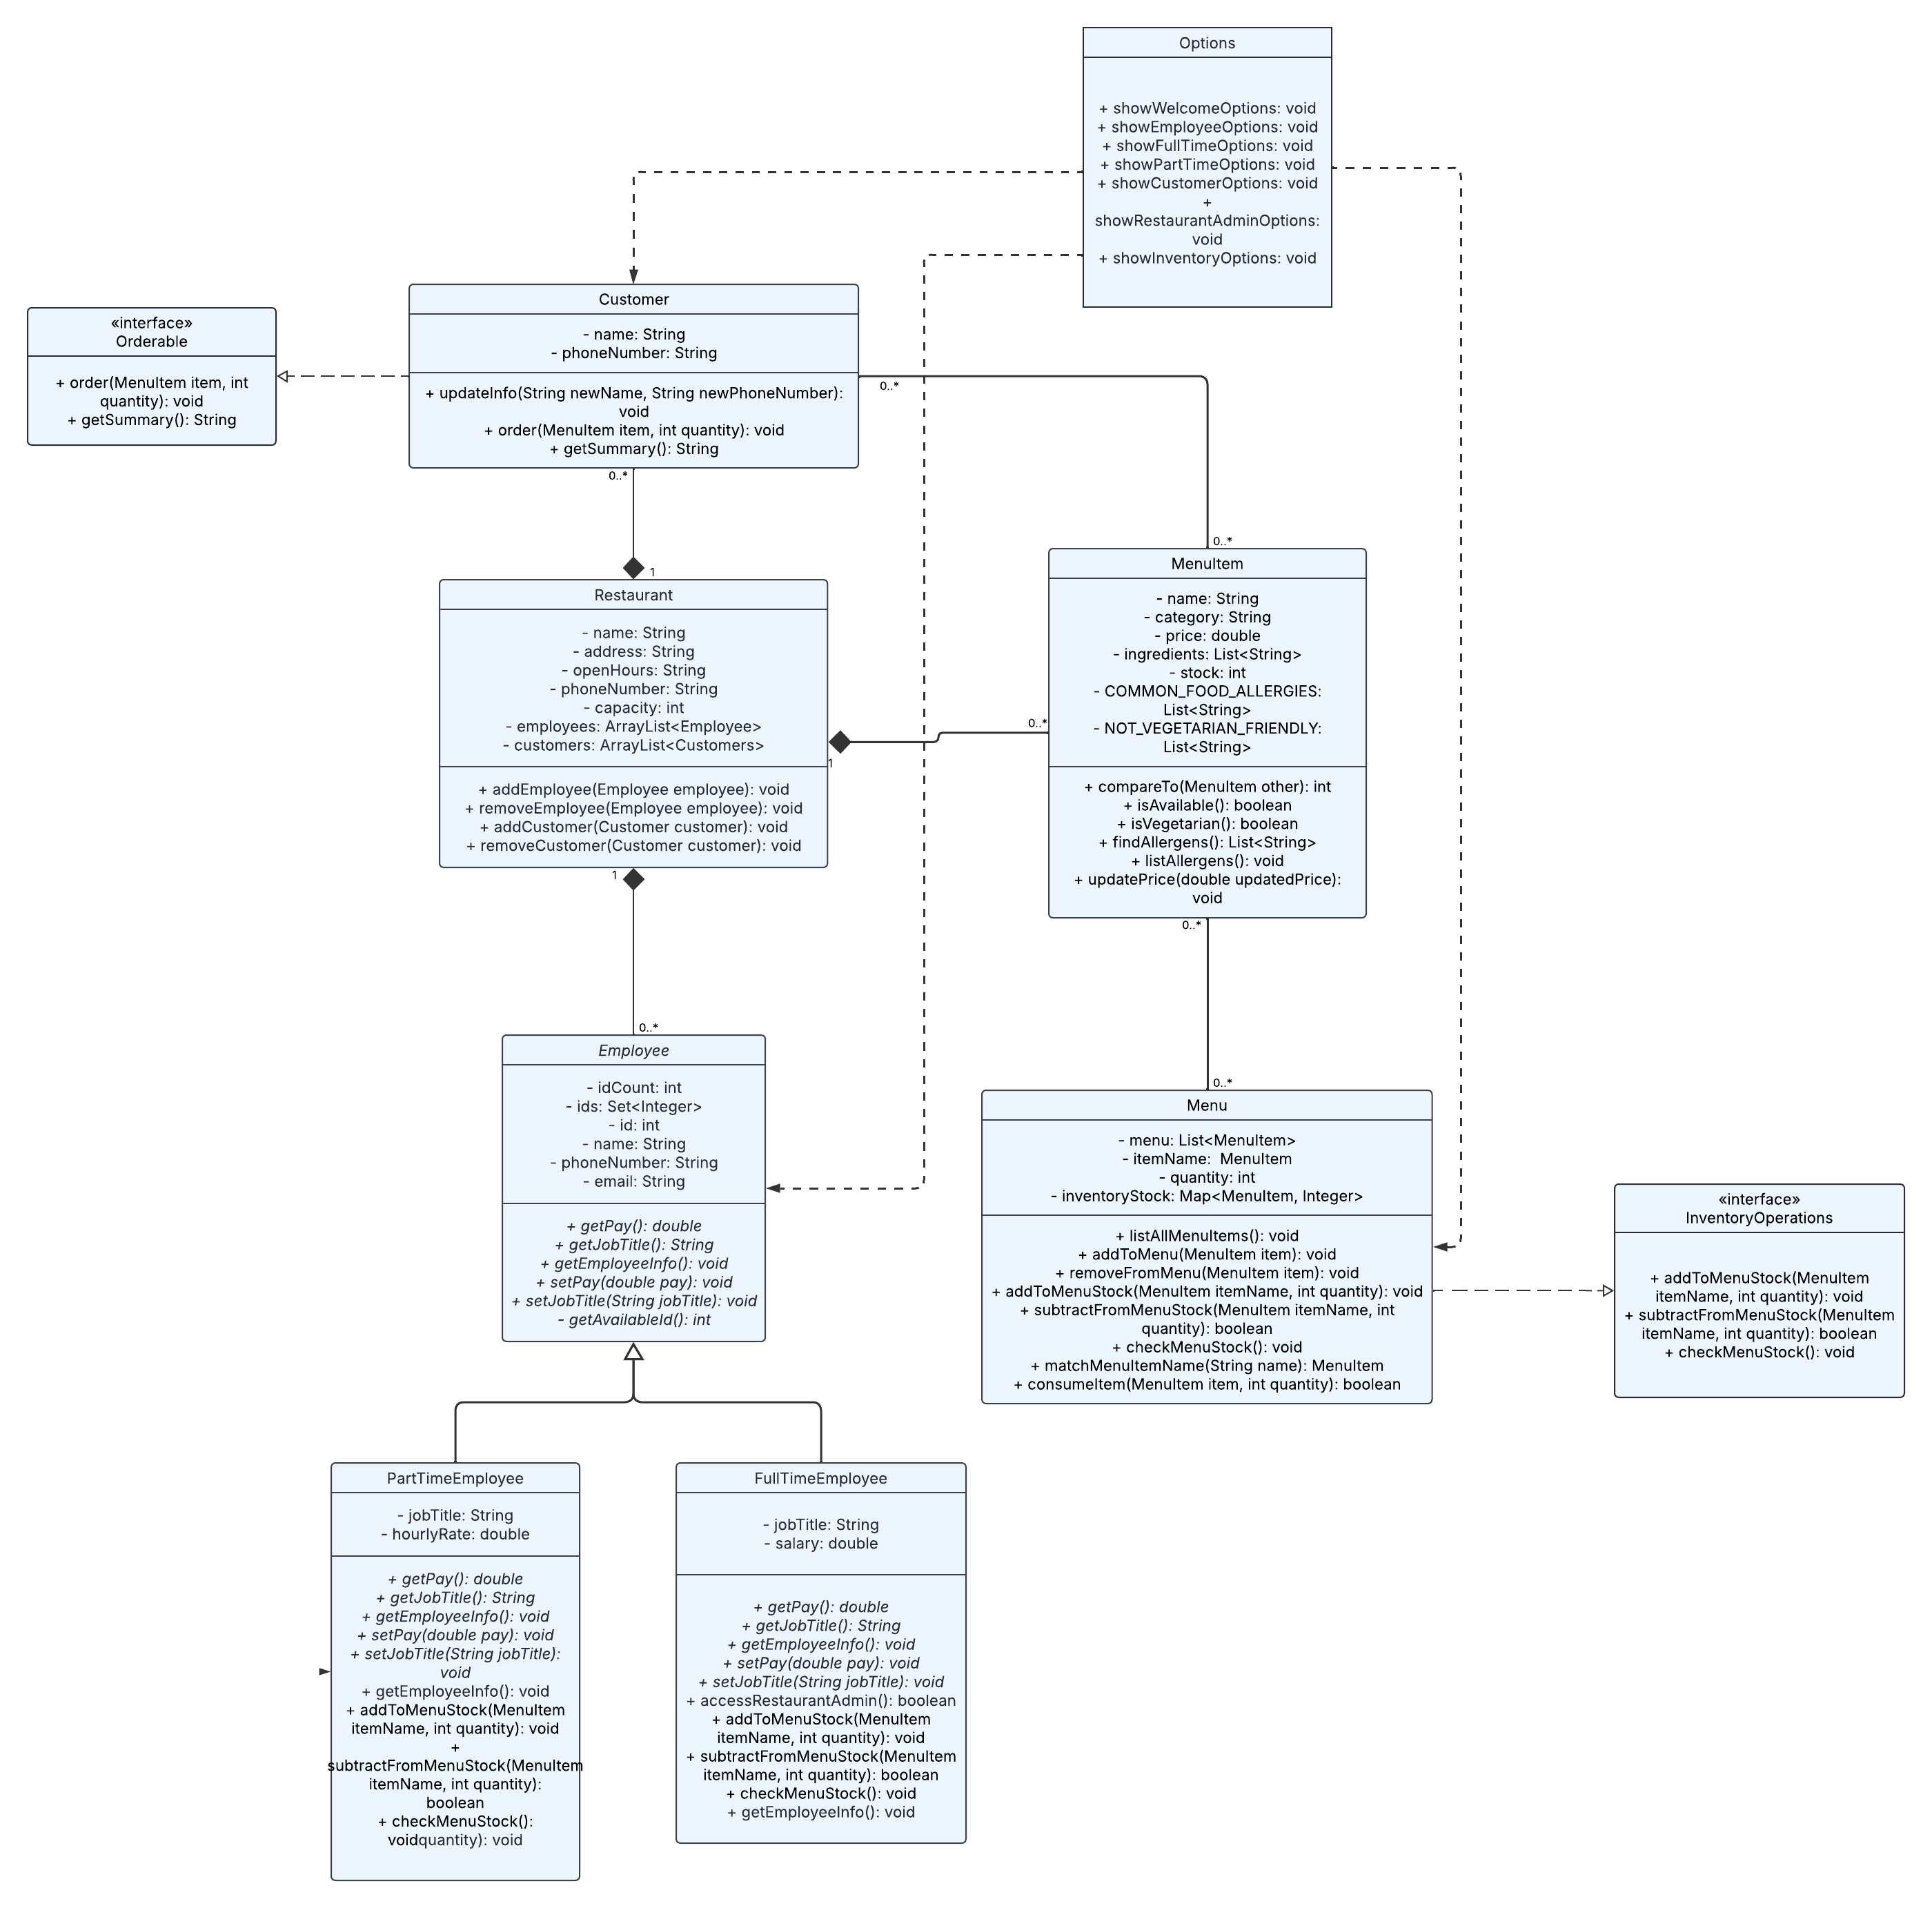 Options
+ showWelcomeOptions: void
+ showEmployeeOptions: void
+ showFullTimeOptions: void
+ showPartTimeOptions: void
+ showCustomerOptions: void
+
showRestaurantAdminOptions:
void
+ showInventoryOptions: void
«interface»
Orderable
+ order(MenuItem item, int
quantity): void
+ getSummary(): String
Customer
- name: String
- phoneNumber: String
+ updateInfo(String newName, String newPhoneNumber):
void
+ order(MenuItem item, int quantity): void
+ getSummary(): String
0..*
0..*
0..*
1
Restaurant
- name: String
- address: String
- openHours: String
- phoneNumber: String
- capacity: int
- employees: ArrayList<Employee>
- customers: ArrayList<Customers>
+ addEmployee(Employee employee): void
+ removeEmployee(Employee employee): void
+ addCustomer(Customer customer): void
+ removeCustomer(Customer customer): void
1
0..*
1
0..*
MenuItem
- name: String
- category: String
- price: double
- ingredients: List<String>
- stock: int
- COMMON_FOOD_ALLERGIES:
List<String>
- NOT_VEGETARIAN_FRIENDLY:
List<String>
+ compareTo(MenuItem other): int
+ isAvailable(): boolean
+ isVegetarian(): boolean
+ findAllergens(): List<String>
+ listAllergens(): void
+ updatePrice(double updatedPrice):
void
0..*
0..*
Employee
- idCount: int
- ids: Set<Integer>
- id: int
- name: String
- phoneNumber: String
- email: String
+ getPay(): double
+ getJobTitle(): String
+ getEmployeeInfo(): void
+ setPay(double pay): void
+ setJobTitle(String jobTitle): void
- getAvailableId(): int
Menu
- menu: List<MenuItem>
- itemName:  MenuItem
- quantity: int
- inventoryStock: Map<MenuItem, Integer>
+ listAllMenuItems(): void
+ addToMenu(MenuItem item): void
+ removeFromMenu(MenuItem item): void
+ addToMenuStock(MenuItem itemName, int quantity): void
+ subtractFromMenuStock(MenuItem itemName, int
quantity): boolean
+ checkMenuStock(): void
+ matchMenuItemName(String name): MenuItem
+ consumeItem(MenuItem item, int quantity): boolean
«interface»
InventoryOperations
+ addToMenuStock(MenuItem
itemName, int quantity): void
+ subtractFromMenuStock(MenuItem
itemName, int quantity): boolean
+ checkMenuStock(): void
PartTimeEmployee
- jobTitle: String
- hourlyRate: double
+ getPay(): double
+ getJobTitle(): String
+ getEmployeeInfo(): void
+ setPay(double pay): void
+ setJobTitle(String jobTitle):
void
+ getEmployeeInfo(): void
+ addToMenuStock(MenuItem
itemName, int quantity): void
+
subtractFromMenuStock(MenuItem
itemName, int quantity):
boolean
+ checkMenuStock():
voidquantity): void
FullTimeEmployee
- jobTitle: String
- salary: double
+ getPay(): double
+ getJobTitle(): String
+ getEmployeeInfo(): void
+ setPay(double pay): void
+ setJobTitle(String jobTitle): void
+ accessRestaurantAdmin(): boolean
+ addToMenuStock(MenuItem
itemName, int quantity): void
+ subtractFromMenuStock(MenuItem
itemName, int quantity): boolean
+ checkMenuStock(): void
+ getEmployeeInfo(): void